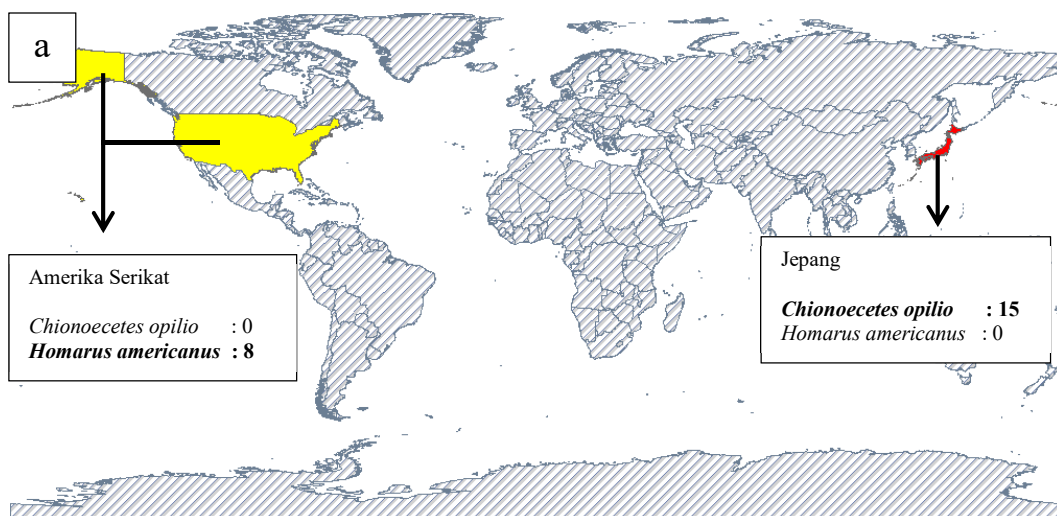 a
Amerika Serikat
Chionoecetes opilio : 0
Homarus americanus : 8
Jepang
Chionoecetes opilio : 15
Homarus americanus : 0